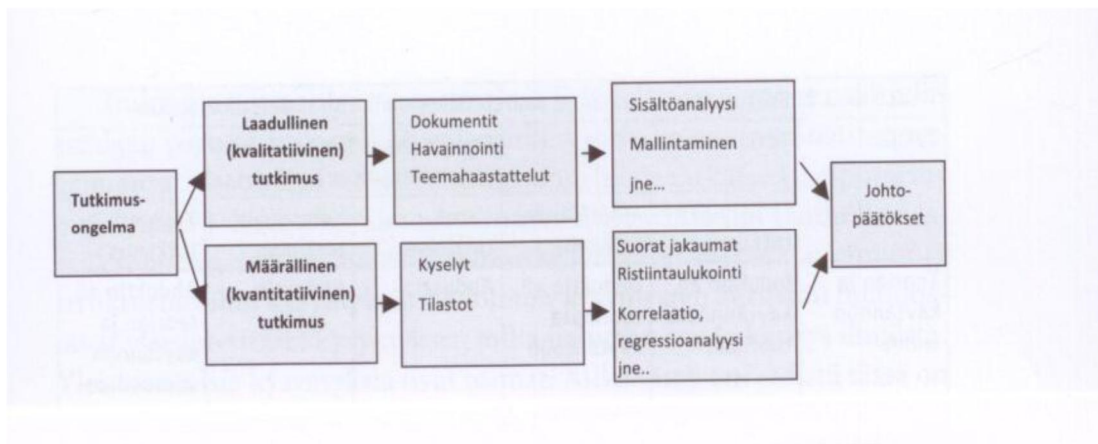 Tutkimus-
ongelma
Laadullinen
(kvalitatiivinen)
tutkimus
Dokumentit
Havainnointi
Teemahaastattelut
Sisältöanalyysi
Mallintaminen
jne...
Määrällinen
(kvantitatiivinen)
tutkimus
Kyselyt
Tilastot
Suorat jakaumat
Ristiintaulukointi
Korrelaatio,
regressioanalyysi
jne..
Johto-
päätökset